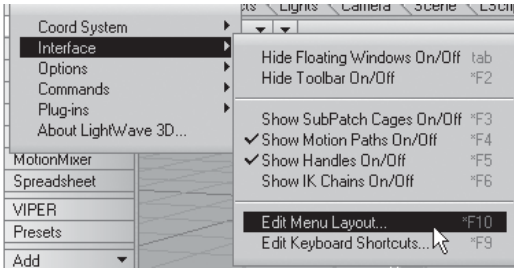 Lights Camera Scene
Coord System
Interface
Options
Commands
Plug-ins
About LightWave 3D...
MotionMixer
Spreadsheet
VIPER
Presets
Add
Hide Floating Windows On/Off tab
Hide Toolbar On/Off *F2
Show SubPatch Cages On/Off *F3
Show Motion Paths On/Off *F4
Show Handles On/Off *F5
Show IK Chains On/Off *F6
Edit Menu Layout... *F10
Edit Keyboard Shortcuts... *F9